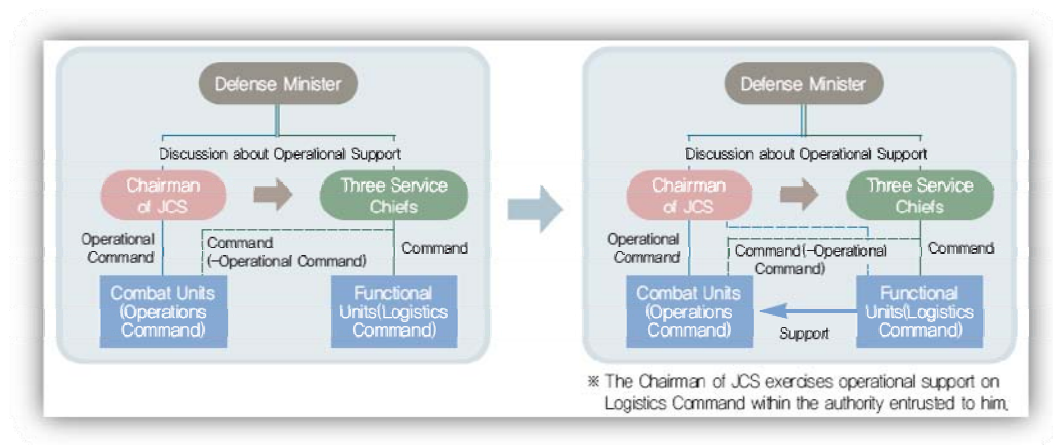 Defense Minister
Discussion about Operational Support
Chairman
of JCS
Three Service
Chiefs
Operational
Command
Command
(-Operational Command)
Command
Combat Units
(Operations
Command)
Functional
Units(Logistics
Command)
Defense Minister
Discussion about Operational Support
Chairman
of JCS
Three Service
Chiefs
Operational
Command
Command(-Operational
Command)
Command
Combat Units
(Operations
Command)
Support
Functional
Units(Logistics
Command)
※ The Chairman of JCS exercises operational support on
Logistics Command within the authority entrusted to him.